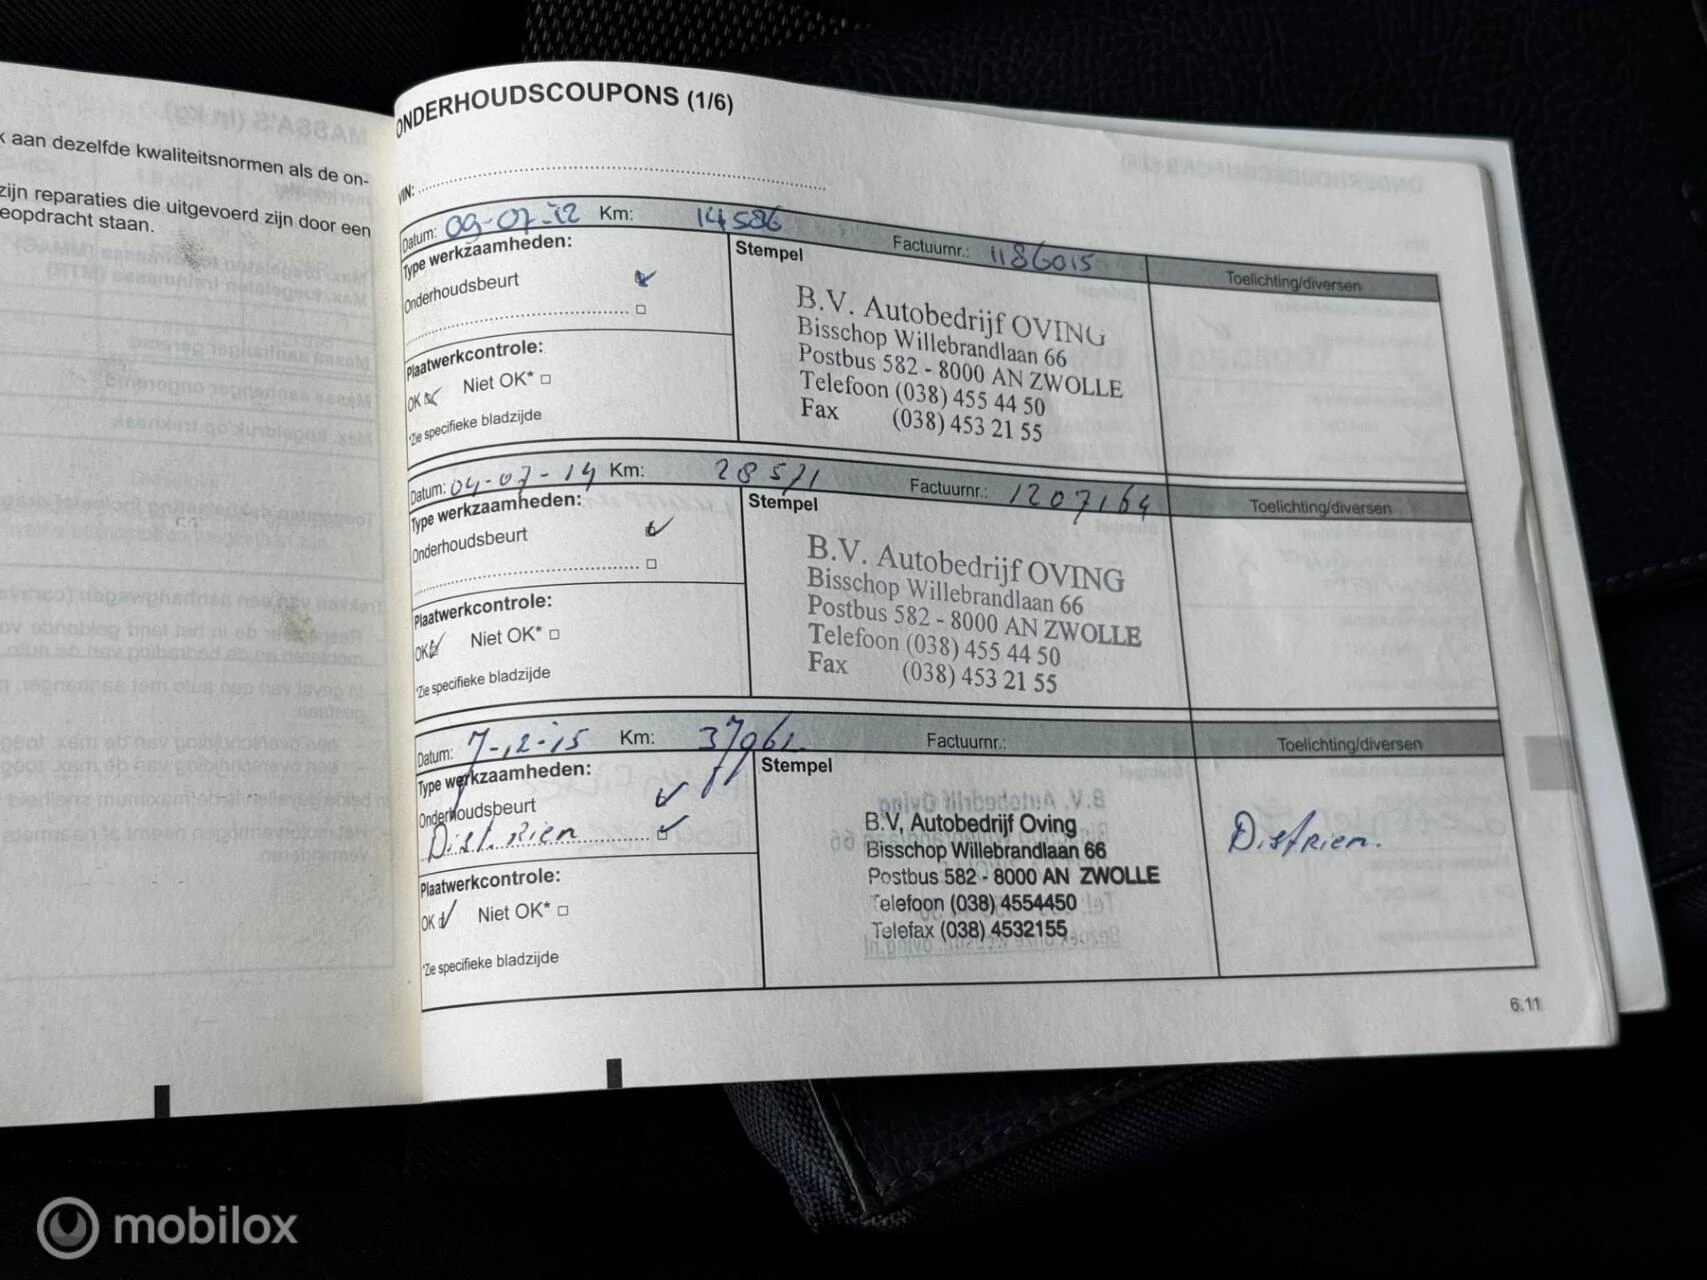 k aan dezelfde kwaliteitsnormen als de on-
zijn reparaties die uitgevoerd zijn door een
eopdracht staan.
ONDERHOUDSCOUPONS (1/6)
VIN:
Datum: 09-07-12 Km: 14586 Factuurnr.: 1186015 Toelichting/diversen
Type werkzaamheden:
Onderhoudsbeurt
Plaatwerkcontrole:
OK Niet OK*
*Zie specifieke bladzijde
Stempel
B.V. Autobedrijf OVING
Bisschop Willebrandlaan 66
Postbus 582 - 8000 AN ZWOLLE
Telefoon (038) 455 44 50
Fax (038) 453 21 55
Datum: 04-07-14 Km: 28571 Factuurnr.: 1207164 Toelichting/diversen
Type werkzaamheden:
Onderhoudsbeurt
Plaatwerkcontrole:
OK Niet OK*
*Zie specifieke bladzijde
Stempel
B.V. Autobedrijf OVING
Bisschop Willebrandlaan 66
Postbus 582 - 8000 AN ZWOLLE
Telefoon (038) 455 44 50
Fax (038) 453 21 55
Datum: 7-12-15 Km: 37961 Factuurnr.: Toelichting/diversen
Type werkzaamheden:
Onderhoudsbeurt
Dist. Riem
Plaatwerkcontrole:
OK Niet OK*
*Zie specifieke bladzijde
Stempel
B.V. Autobedrijf Oving
Bisschop Willebrandlaan 66
Postbus 582 - 8000 AN ZWOLLE
Telefoon (038) 4554450
Telefax (038) 4532155
Distriem.
6.11
mobilox